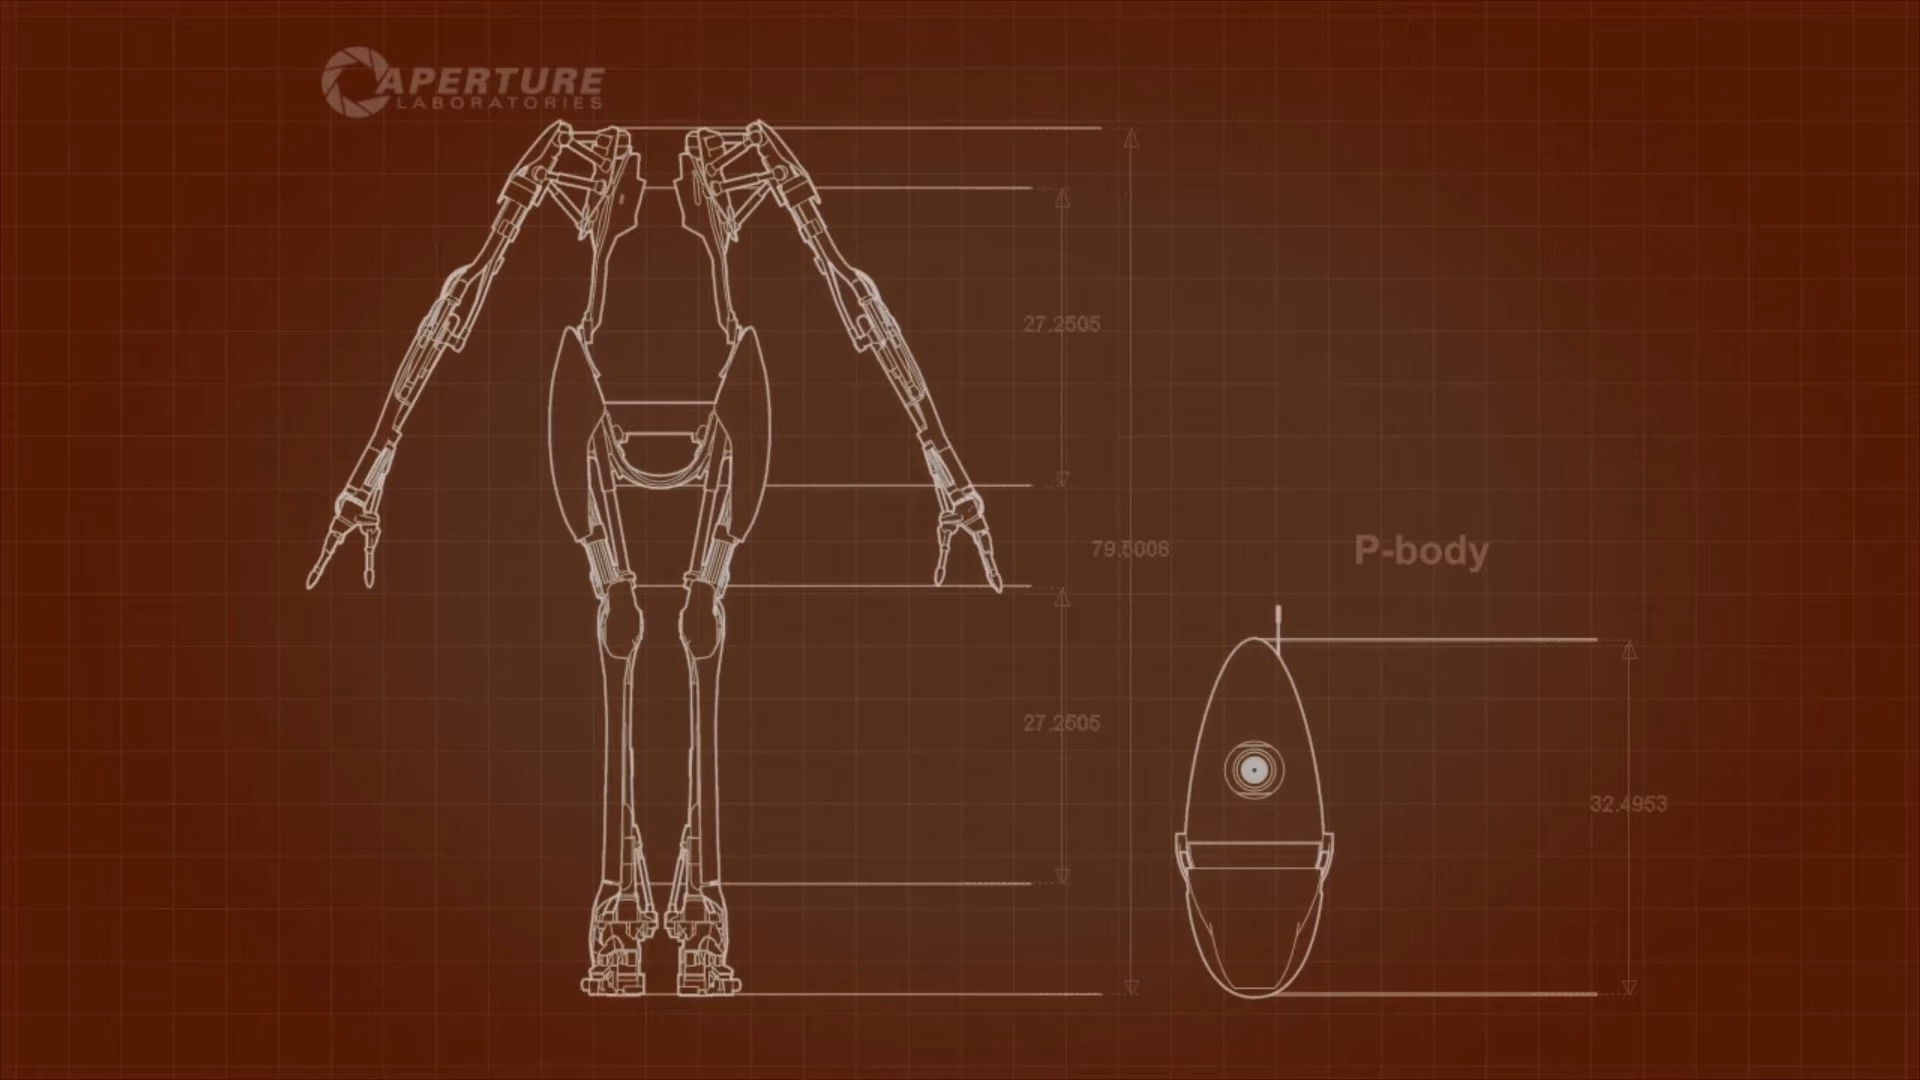 APERTURE
LABORATORIES
27.2505
79.5006
P-body
27.2505
32.4953